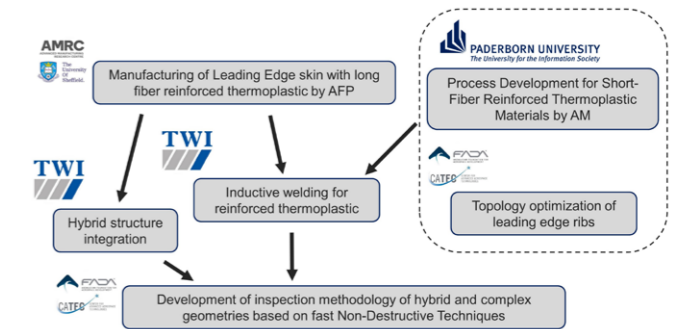 AMRC
The
University
Of
Sheffield.
PADERBORN UNIVERSITY
The University for the Information Society
Manufacturing of Leading Edge skin with long
fiber reinforced thermoplastic by AFP
Process Development for Short-
Fiber Reinforced Thermoplastic
Materials by AM
TWI
TWI
FADA
CATEC
Inductive welding for
reinforced thermoplastic
Topology optimization of
leading edge ribs
Hybrid structure
integration
FADA
CATEC
Development of inspection methodology of hybrid and complex
geometries based on fast Non-Destructive Techniques